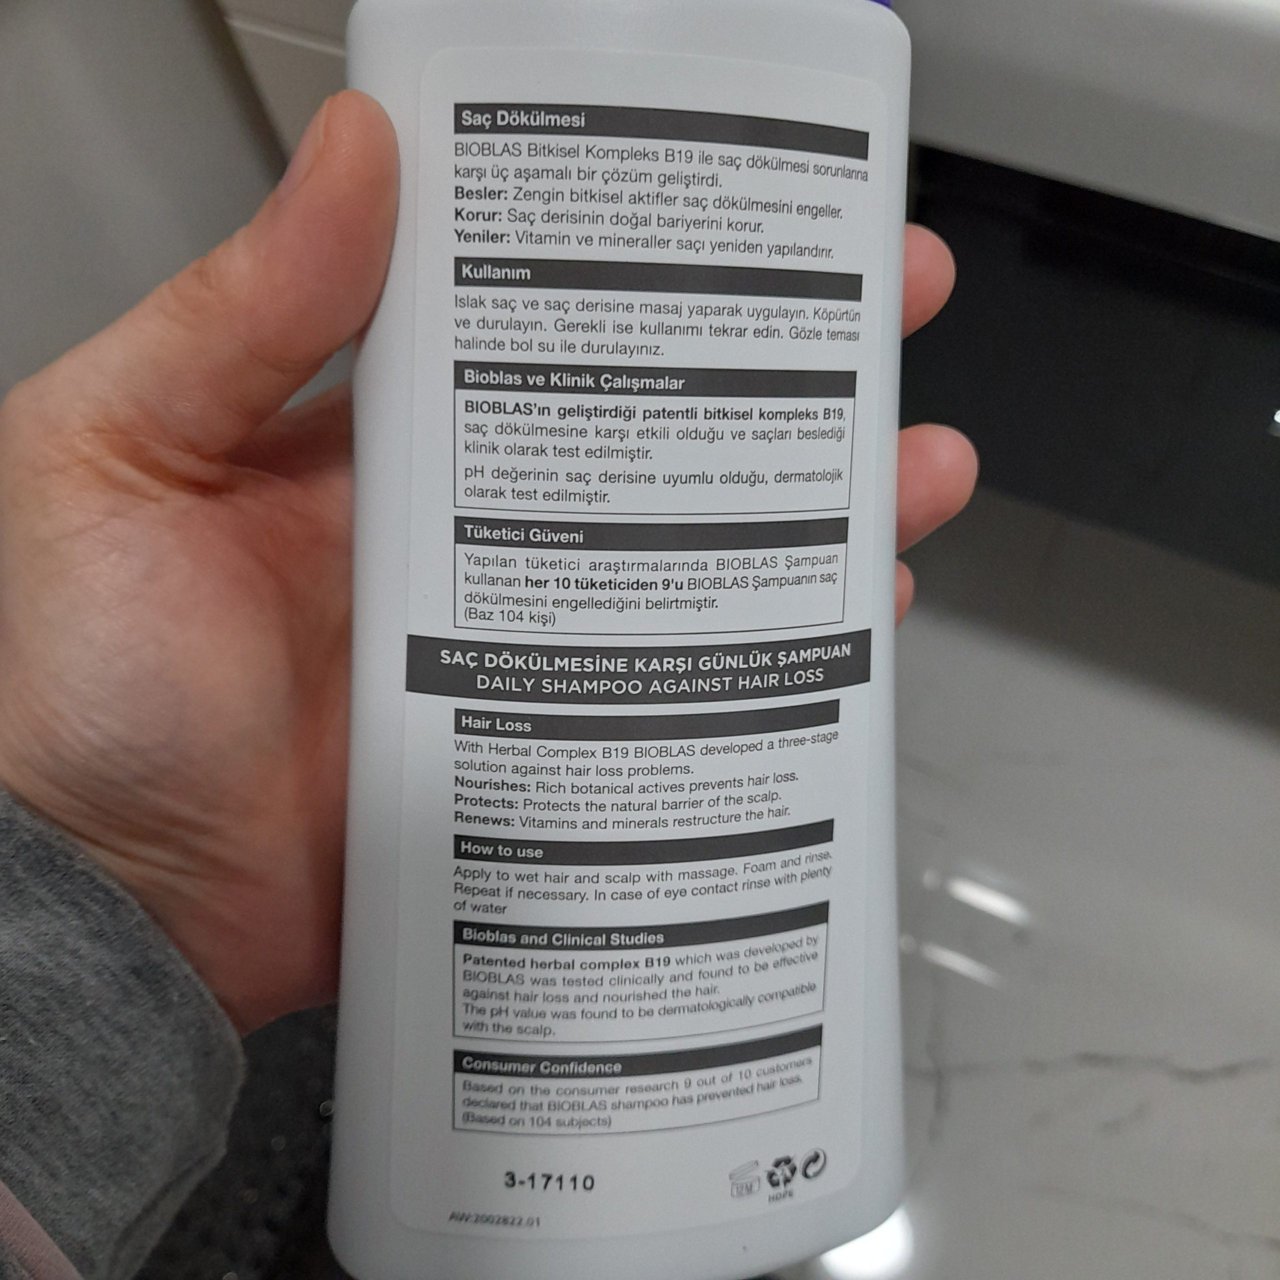 Saç Dökülmesi
BIOBLAS Bitkisel Kompleks B19 ile saç dökülmesi sorunlarına
karşı üç aşamalı bir çözüm geliştirdi.
Besler: Zengin bitkisel aktifler saç dökülmesini engeller.
Korur: Saç derisinin doğal bariyerini korur.
Yeniler: Vitamin ve mineraller saçı yeniden yapılandırır.
Kullanım
Islak saç ve saç derisine masaj yaparak uygulayın. Köpürtün
ve durulayın. Gerekli ise kullanımı tekrar edin. Gözle teması
halinde bol su ile durulayınız.
Bioblas ve Klinik Çalışmalar
BIOBLAS'ın geliştirdiği patentli bitkisel kompleks B19,
saç dökülmesine karşı etkili olduğu ve saçları beslediği
klinik olarak test edilmiştir.
pH değerinin saç derisine uyumlu olduğu, dermatolojik
olarak test edilmiştir.
Tüketici Güveni
Yapılan tüketici araştırmalarında BIOBLAS Şampuan
kullanan her 10 tüketiciden 9'u BIOBLAS Şampuanın saç
dökülmesini engellediğini belirtmiştir.
(Baz 104 kişi)
SAÇ DÖKÜLMESİNE KARŞI GÜNLÜK ŞAMPUAN
DAILY SHAMPOO AGAINST HAIR LOSS
Hair Loss
With Herbal Complex B19 BIOBLAS developed a three-stage
solution against hair loss problems.
Nourishes: Rich botanical actives prevents hair loss.
Protects: Protects the natural barrier of the scalp.
Renews: Vitamins and minerals restructure the hair.
How to use
Apply to wet hair and scalp with massage. Foam and rinse.
Repeat if necessary. In case of eye contact rinse with plenty
of water
Bioblas and Clinical Studies
Patented herbal complex B19 which was developed by
BIOBLAS was tested clinically and found to be effective
against hair loss and nourished the hair.
The pH value was found to be dermatologically compatible
with the scalp.
Consumer Confidence
Based on the consumer research 9 out of 10 customers
declared that BIOBLAS shampoo has prevented hair loss.
(Based on 104 subjects)
3-17110
12M
HDPE
AW:2002822.01